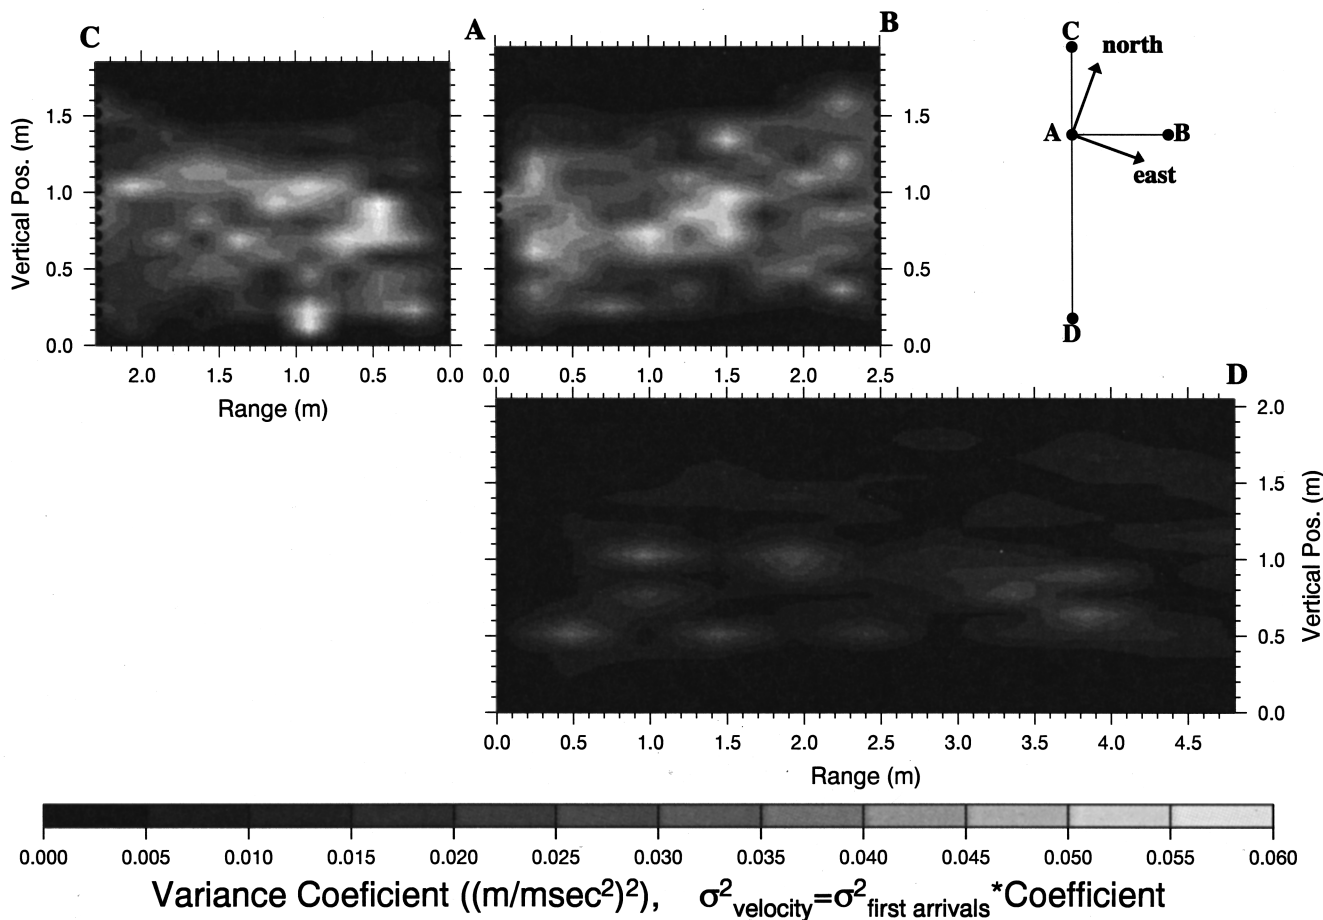 C A B
C
north
A B
east
D
Vertical Pos. (m)
1.5 1.5
1.0 1.0
0.5 0.5
0.0 0.0
2.0 1.5 1.0 0.5 0.0 0.0 0.5 1.0 1.5 2.0 2.5
Range (m)
D
2.0
1.5
1.0
0.5
0.0
Vertical Pos. (m)
0.0 0.5 1.0 1.5 2.0 2.5 3.0 3.5 4.0 4.5
Range (m)
0.000 0.005 0.010 0.015 0.020 0.025 0.030 0.035 0.040 0.045 0.050 0.055 0.060
Variance Coeficient ((m/msec²)²), σ²velocity=σ²first arrivals*Coefficient